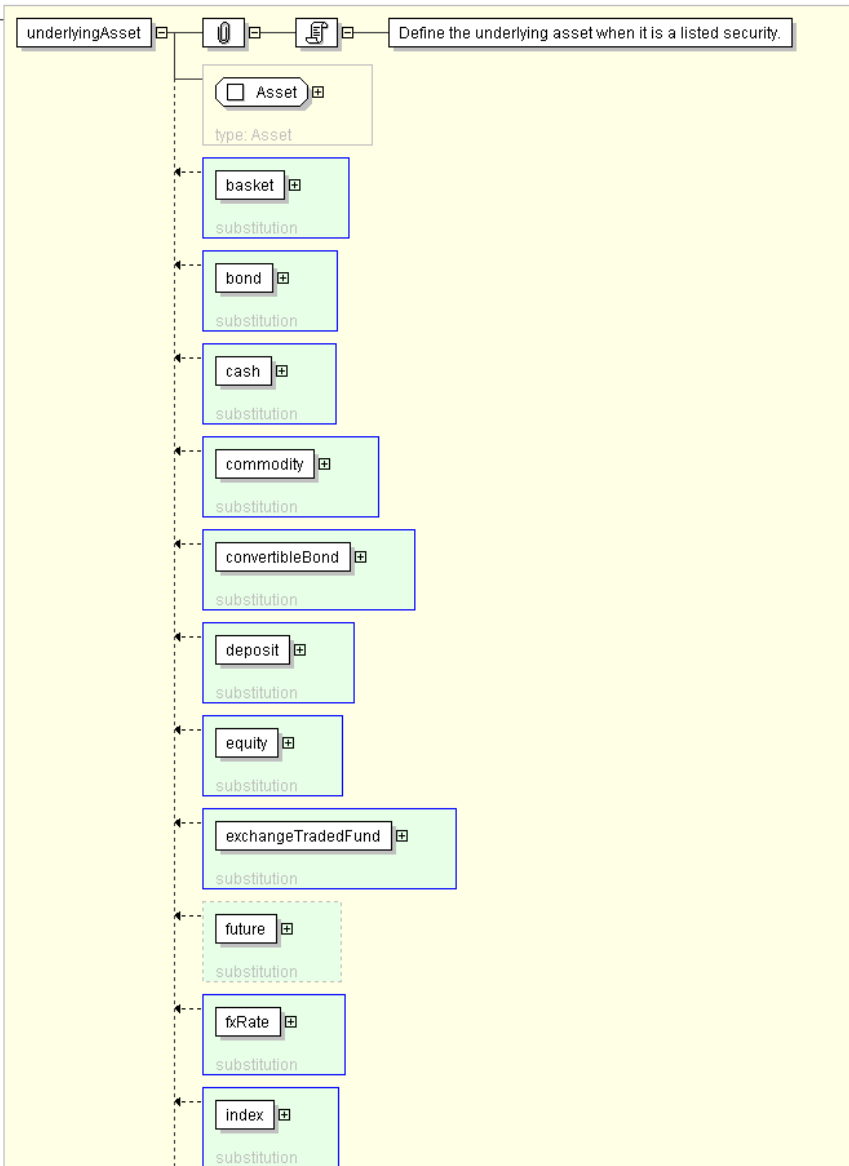 underlyingAsset
Define the underlying asset when it is a listed security.
Asset
type: Asset
basket
substitution
bond
substitution
cash
substitution
commodity
substitution
convertibleBond
substitution
deposit
substitution
equity
substitution
exchangeTradedFund
substitution
future
substitution
fxRate
substitution
index
substitution